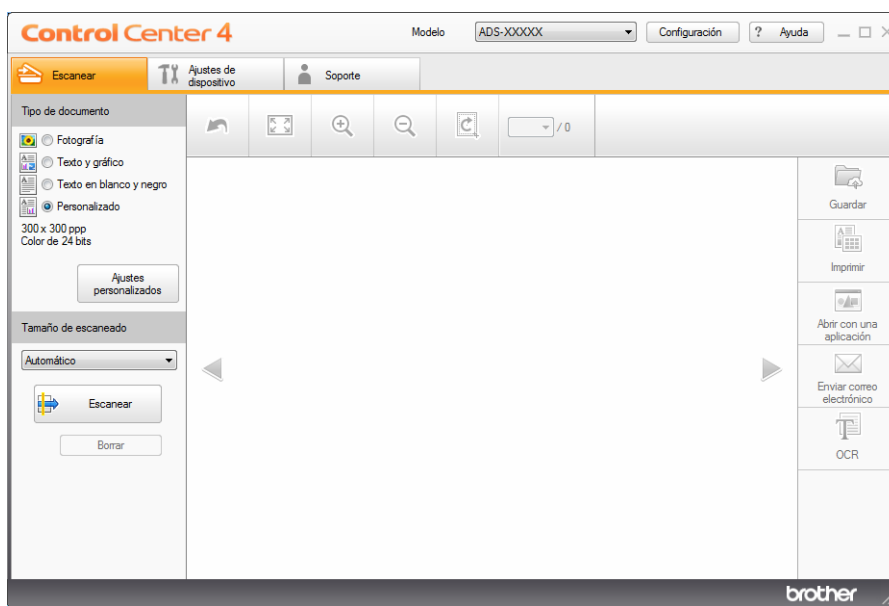 Control Center 4
Modelo
ADS-XXXXX
Configuración
? Ayuda
Escanear
Ajustes de
dispositivo
Soporte
Tipo de documento
/ 0
Fotografía
Texto y gráfico
Texto en blanco y negro
Personalizado
300 x 300 ppp
Color de 24 bits
Ajustes
personalizados
Tamaño de escaneado
Automático
Escanear
Borrar
Guardar
Imprimir
Abrir con una
aplicación
Enviar correo
electrónico
OCR
brother